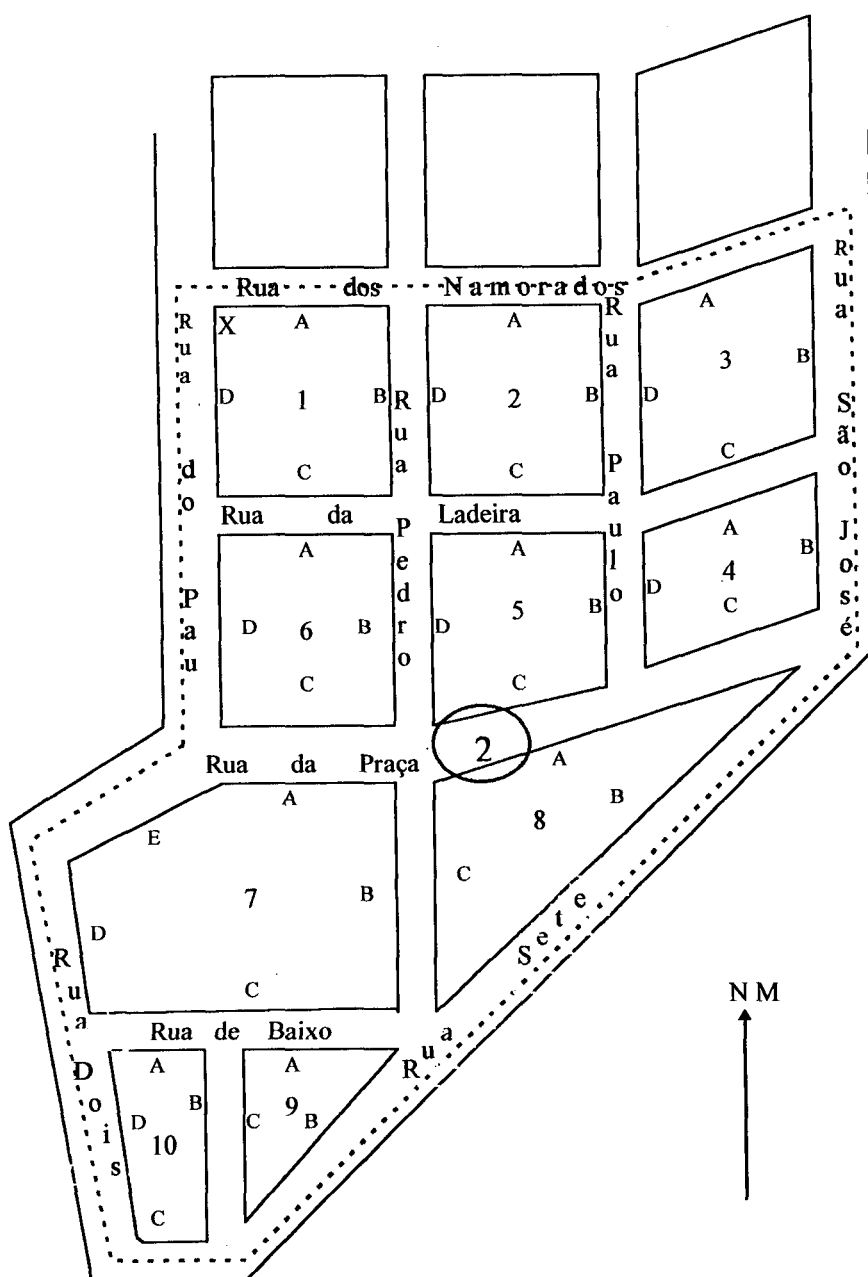 Rua dos Namorados
X A
A
A
Rua do Pau
D 1 B
C
Rua Pedro
D 2 B
C
Rua Paulo
D 3 B
C
Rua São José
Rua da Ladeira
A
D 6 B
C
A
D 5 B
C
A
D 4 B
C
Rua da Praça
2
A
E
D 7 B
C
A
B
8
C
Rua Sete
Rua Dois
Rua de Baixo
A
D B
10
C
A
9
C B
N M